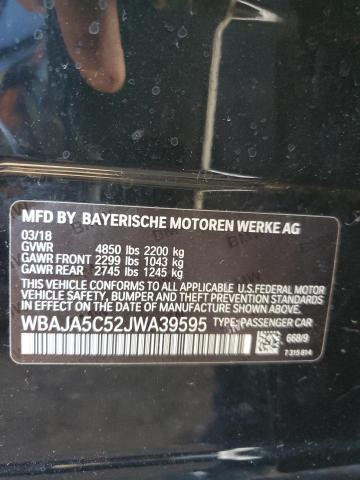 MFD BY BAYERISCHE MOTOREN WERKE AG
03/18
GVWR 4850 lbs 2200 kg
GAWR FRONT 2299 lbs 1043 kg
GAWR REAR 2745 lbs 1245 kg
THIS VEHICLE CONFORMS TO ALL APPLICABLE U.S.FEDERAL MOTOR
VEHICLE SAFETY, BUMPER AND THEFT PREVENTION STANDARDS
IN EFFECT ON THE DATE OF MANUFACTURE SHOWN ABOVE.
WBAJA5C52JWA39595 TYPE: PASSENGER CAR
668/9
7 315 814